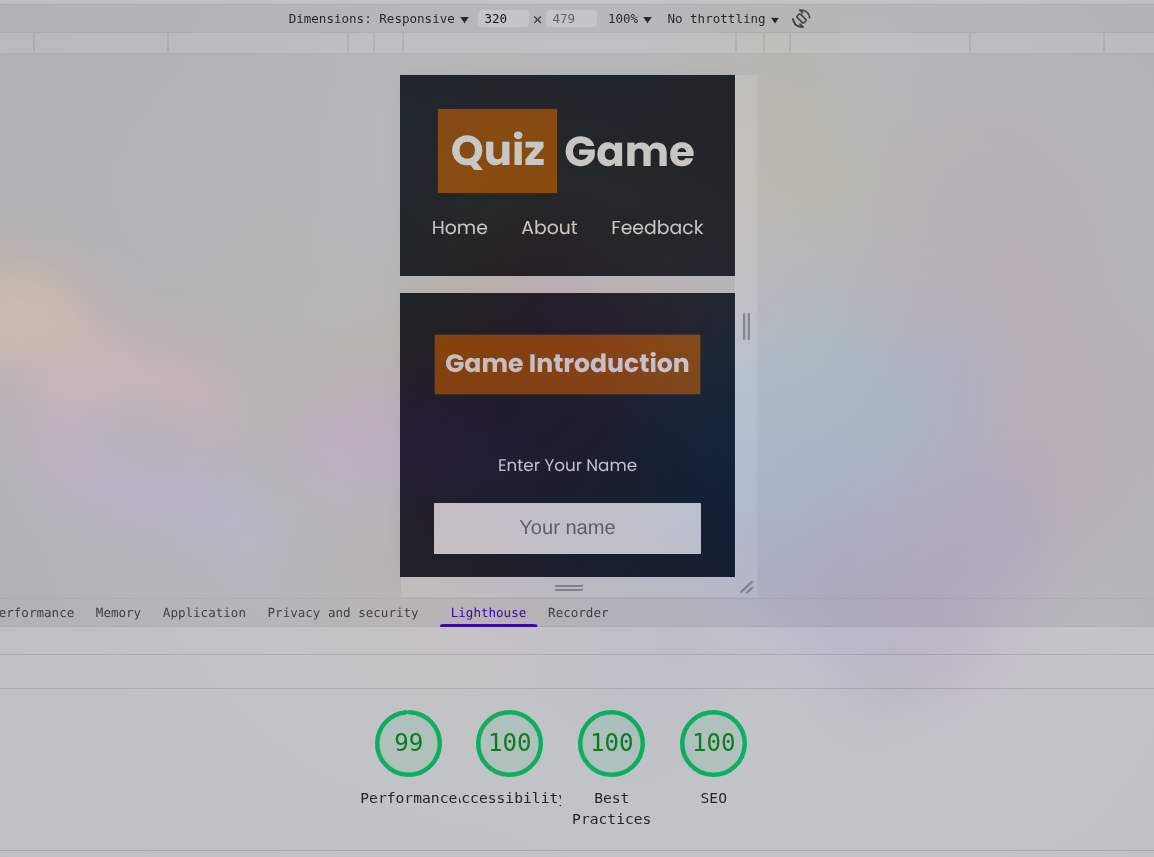 Dimensions: Responsive ▼ 320 × 479 100% ▼ No throttling ▼
Quiz Game
Home About Feedback
Game Introduction
Enter Your Name
Your name
erformance Memory Application Privacy and security Lighthouse Recorder
99 100 100 100
Performance ccessibility Best Practices SEO